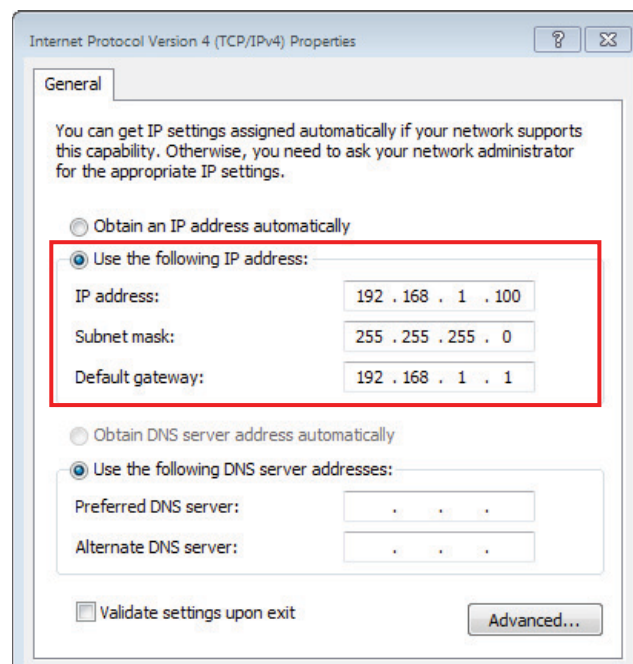 Internet Protocol Version 4 (TCP/IPv4) Properties
General
You can get IP settings assigned automatically if your network supports
this capability. Otherwise, you need to ask your network administrator
for the appropriate IP settings.
Obtain an IP address automatically
Use the following IP address:
IP address: 192 . 168 . 1 . 100
Subnet mask: 255 . 255 . 255 . 0
Default gateway: 192 . 168 . 1 . 1
Obtain DNS server address automatically
Use the following DNS server addresses:
Preferred DNS server: . . .
Alternate DNS server: . . .
Validate settings upon exit
Advanced...